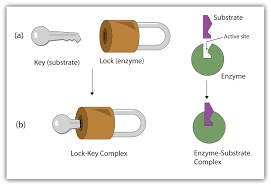 (a)
Key (substrate)
Lock (enzyme)
Substrate
Active site
Enzyme
(b)
Lock-Key Complex
Enzyme-Substrate
Complex